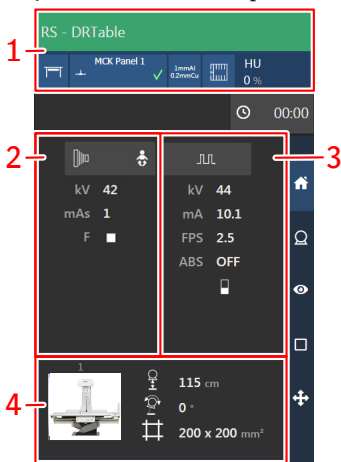 RS - DRTable
1
MCK Panel 1
1mmAl
0.2mmCu
HU
0 %
00:00
2
3
kV 42
mAs 1
F
kV 44
mA 10.1
FPS 2.5
ABS OFF
4
1
115 cm
0 °
200 x 200 mm²